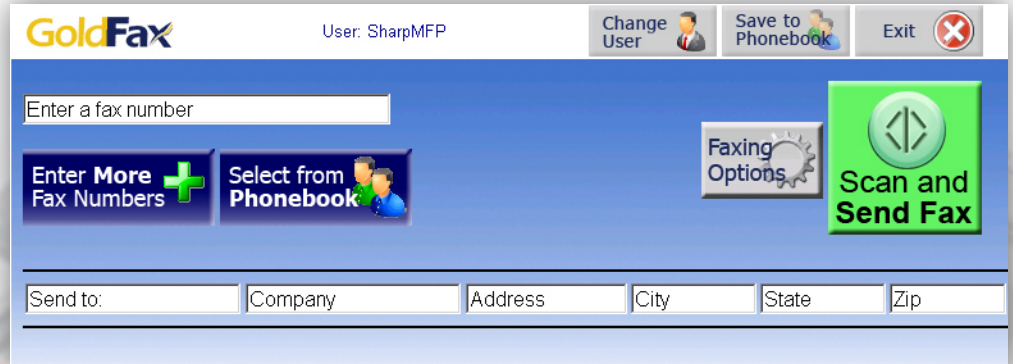 GoldFax
User: SharpMFP
Change
User
Save to
Phonebook
Exit
Enter a fax number
Enter More
Fax Numbers
Select from
Phonebook
Faxing
Options
Scan and
Send Fax
Send to:
Company
Address
City
State
Zip